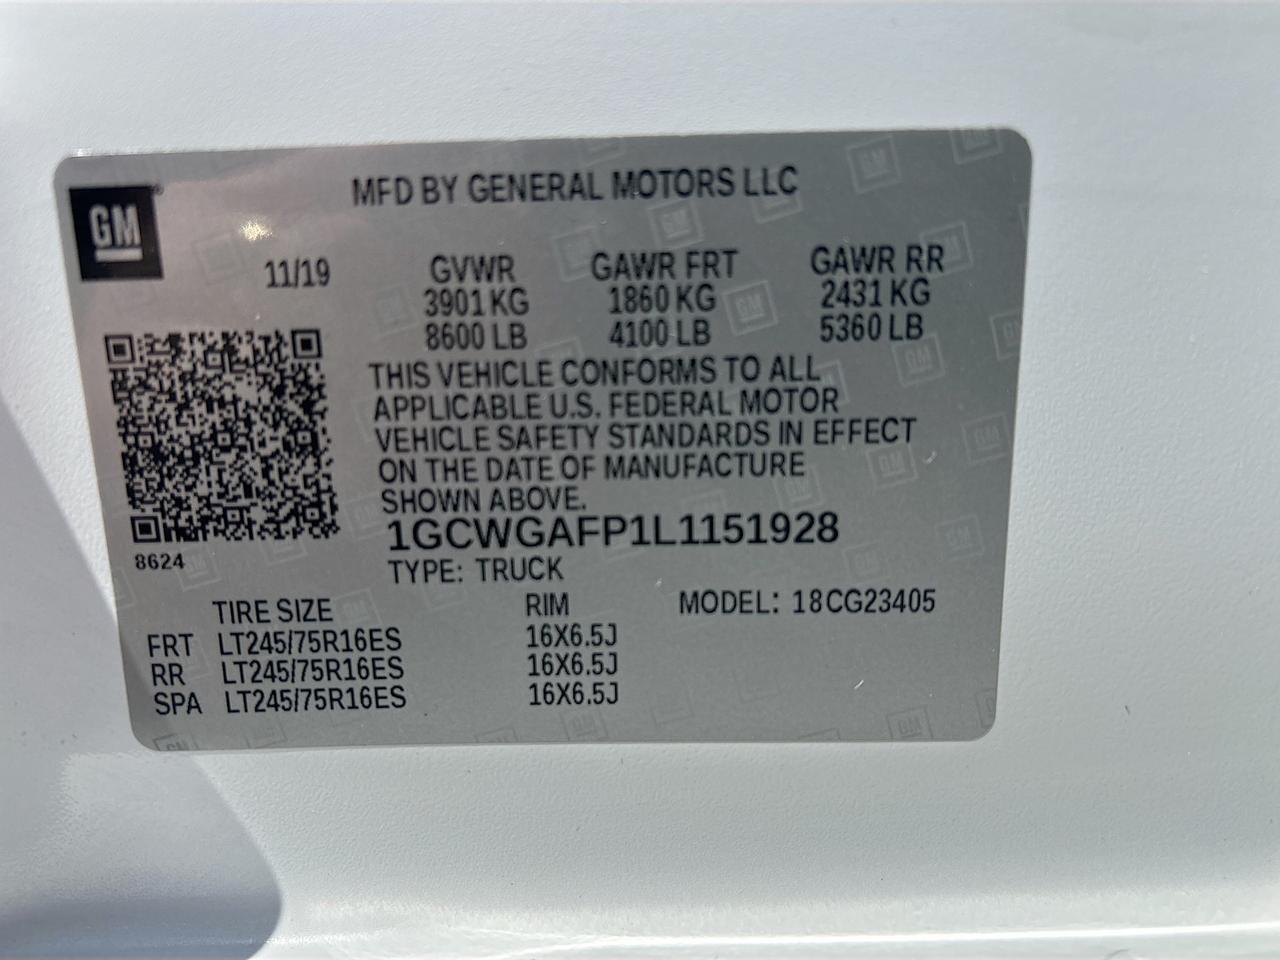 MFD BY GENERAL MOTORS LLC
GM
11/19 GVWR GAWR FRT GAWR RR
3901 KG 1860 KG 2431 KG
8600 LB 4100 LB 5360 LB
THIS VEHICLE CONFORMS TO ALL
APPLICABLE U.S. FEDERAL MOTOR
VEHICLE SAFETY STANDARDS IN EFFECT
ON THE DATE OF MANUFACTURE
SHOWN ABOVE.
1GCWGAFP1L1151928
8624
TYPE: TRUCK
TIRE SIZE RIM MODEL: 18CG23405
FRT LT245/75R16ES 16X6.5J
RR LT245/75R16ES 16X6.5J
SPA LT245/75R16ES 16X6.5J